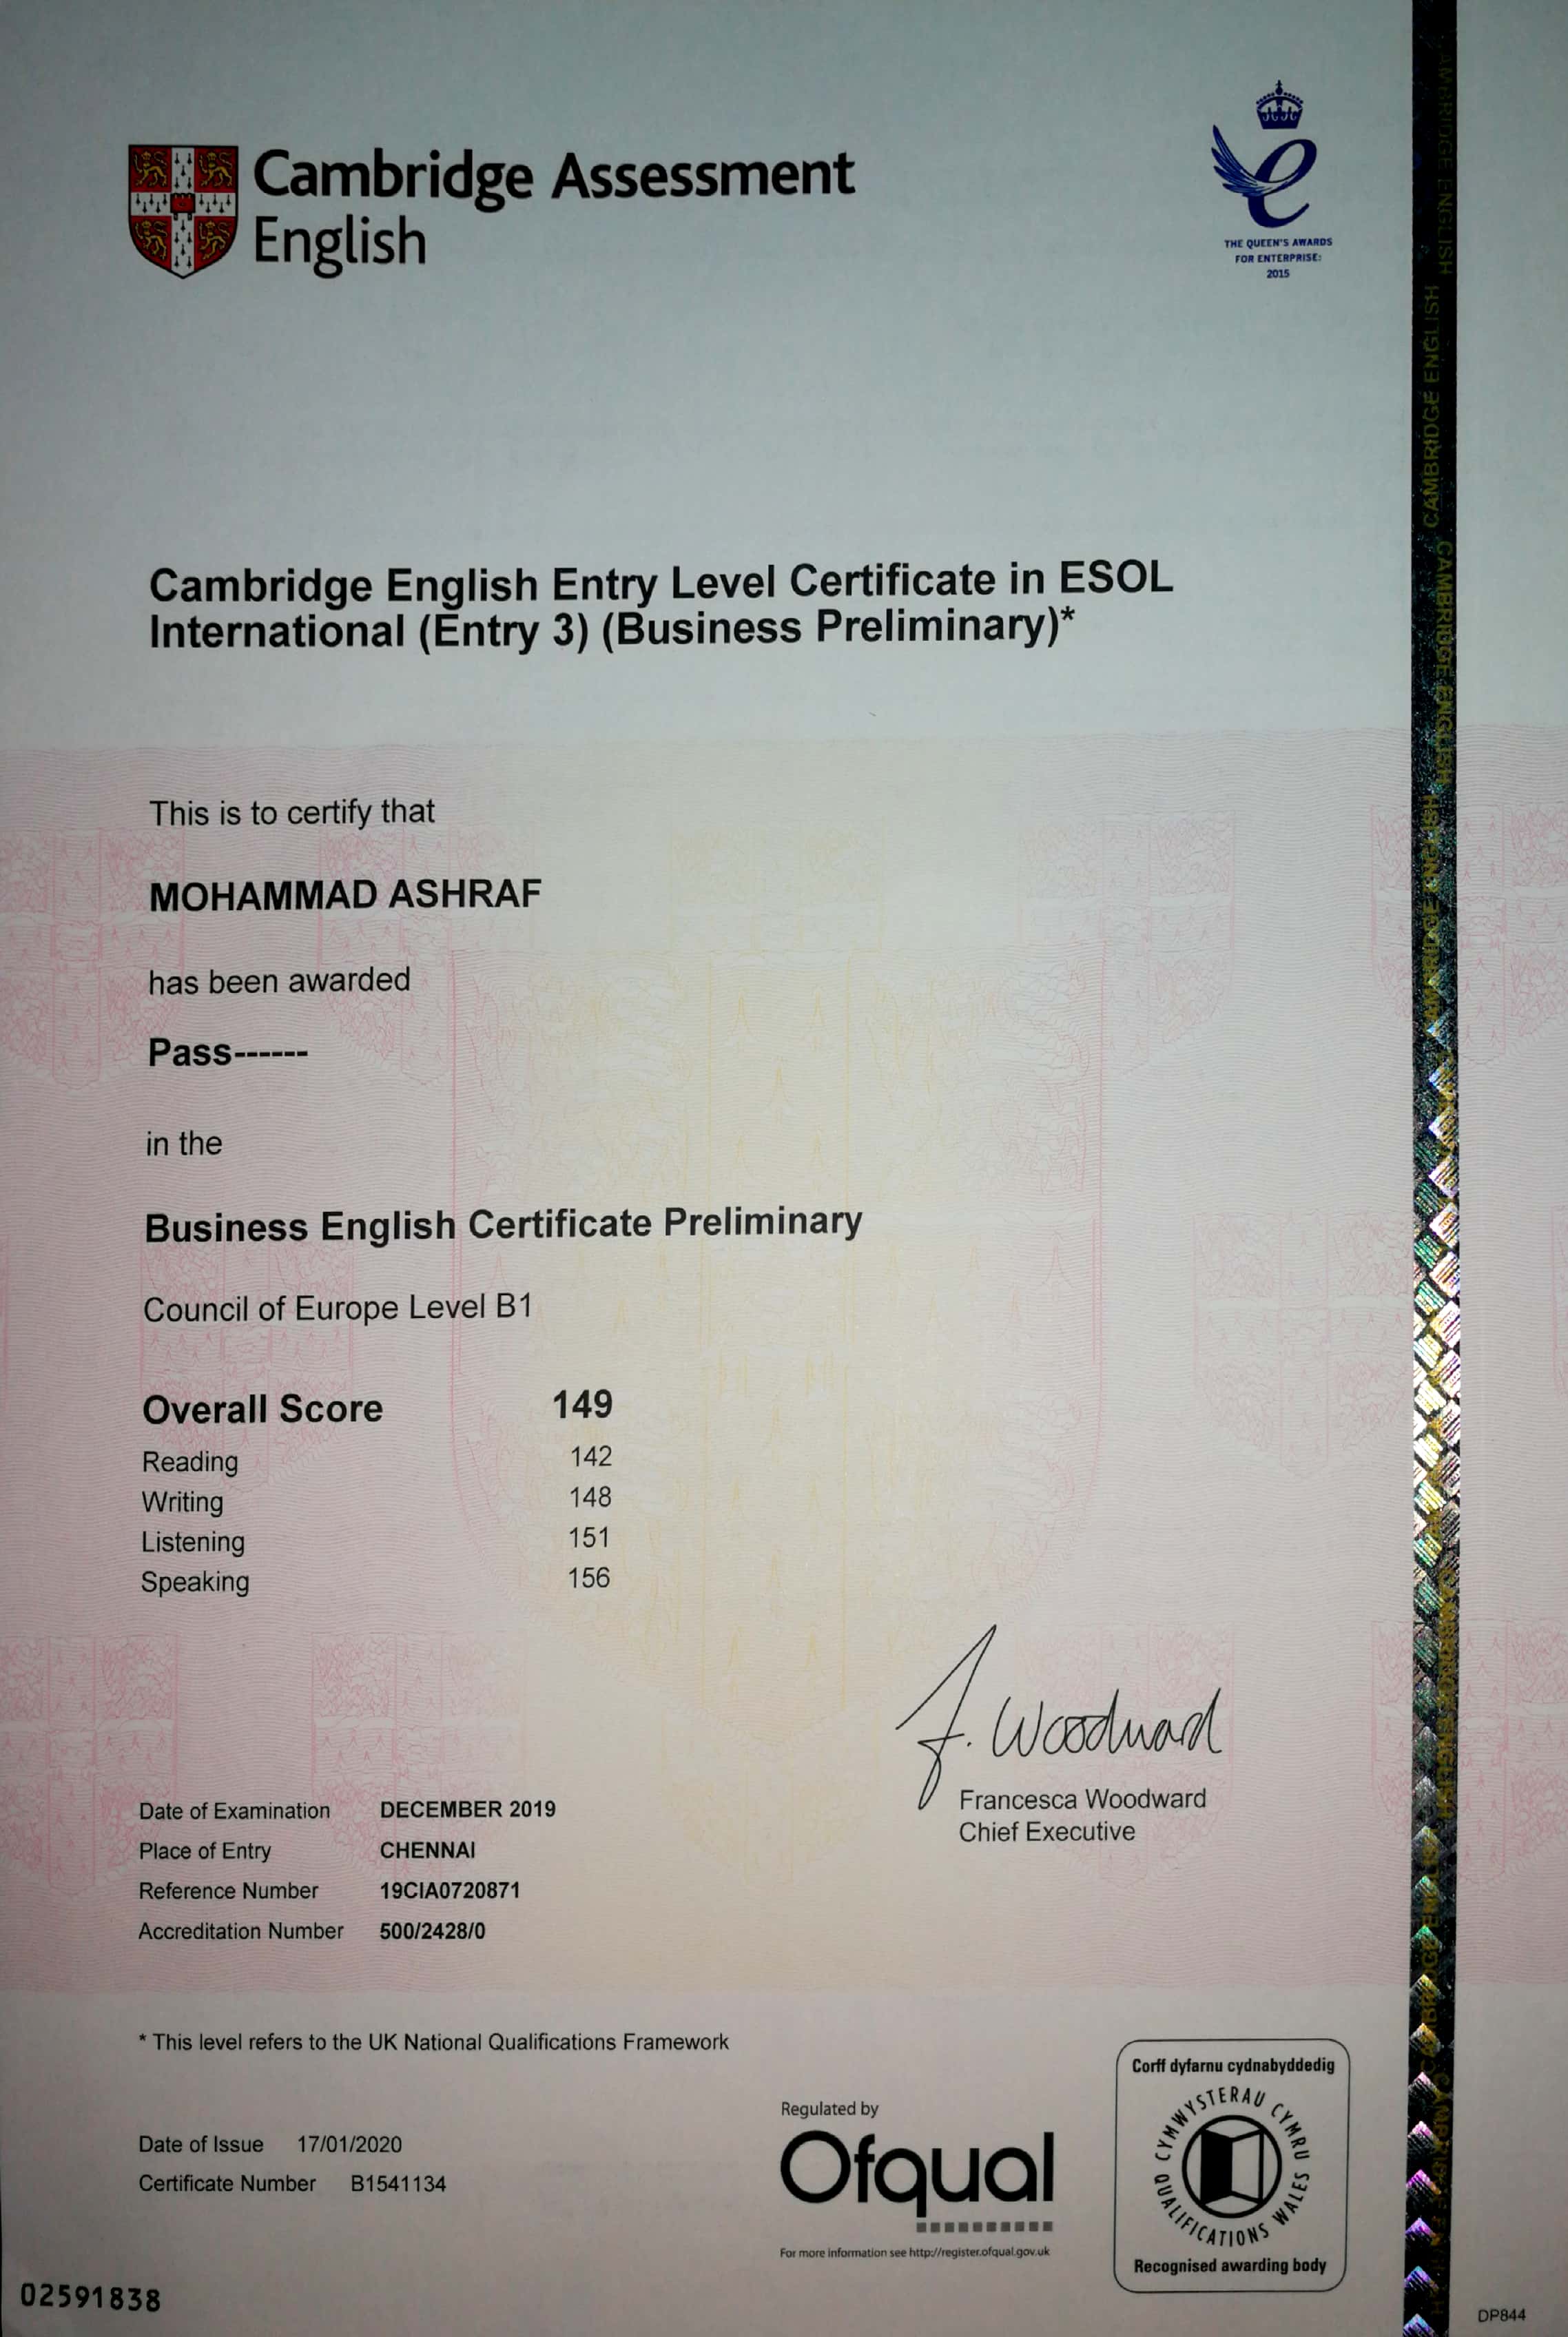 Cambridge Assessment
English
THE QUEEN'S AWARDS
FOR ENTERPRISE:
2015
Cambridge English Entry Level Certificate in ESOL
International (Entry 3) (Business Preliminary)*
This is to certify that
MOHAMMAD ASHRAF
has been awarded
Pass------
in the
Business English Certificate Preliminary
Council of Europe Level B1
Overall Score 149
Reading 142
Writing 148
Listening 151
Speaking 156
F. Woodward
Francesca Woodward
Chief Executive
Date of Examination DECEMBER 2019
Place of Entry CHENNAI
Reference Number 19CIA0720871
Accreditation Number 500/2428/0
* This level refers to the UK National Qualifications Framework
Date of Issue 17/01/2020
Certificate Number B1541134
Regulated by
Ofqual
For more information see http://register.ofqual.gov.uk
Corff dyfarnu cydnabyddedig
CYMWYSTERAU CYMRU
QUALIFICATIONS WALES
Recognised awarding body
02591838
DP844
CAMBRIDGE ENGLISH CAMBRIDGE ENGLISH